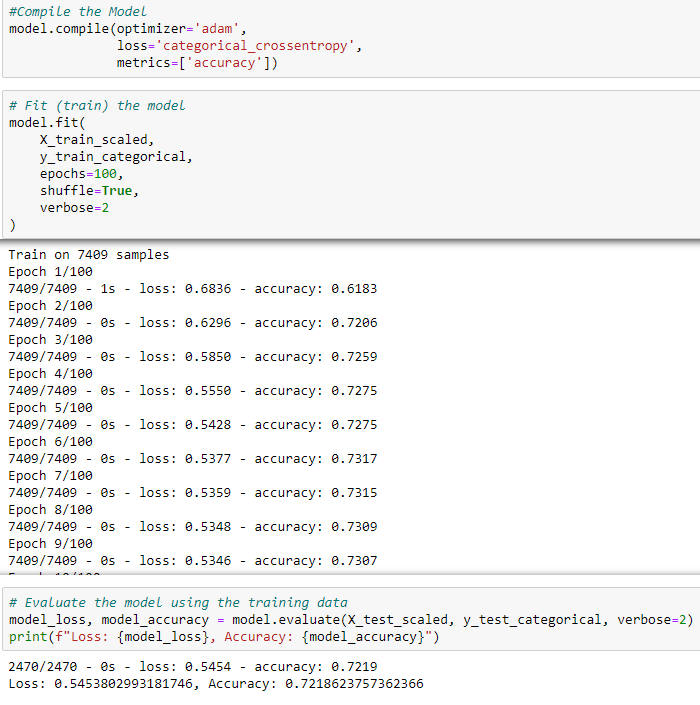 #Compile the Model
model.compile(optimizer='adam',
              loss='categorical_crossentropy',
              metrics=['accuracy'])
# Fit (train) the model
model.fit(
    X_train_scaled,
    y_train_categorical,
    epochs=100,
    shuffle=True,
    verbose=2
)
Train on 7409 samples
Epoch 1/100
7409/7409 - 1s - loss: 0.6836 - accuracy: 0.6183
Epoch 2/100
7409/7409 - 0s - loss: 0.6296 - accuracy: 0.7206
Epoch 3/100
7409/7409 - 0s - loss: 0.5850 - accuracy: 0.7259
Epoch 4/100
7409/7409 - 0s - loss: 0.5550 - accuracy: 0.7275
Epoch 5/100
7409/7409 - 0s - loss: 0.5428 - accuracy: 0.7275
Epoch 6/100
7409/7409 - 0s - loss: 0.5377 - accuracy: 0.7317
Epoch 7/100
7409/7409 - 0s - loss: 0.5359 - accuracy: 0.7315
Epoch 8/100
7409/7409 - 0s - loss: 0.5348 - accuracy: 0.7309
Epoch 9/100
7409/7409 - 0s - loss: 0.5346 - accuracy: 0.7307
# Evaluate the model using the training data
model_loss, model_accuracy = model.evaluate(X_test_scaled, y_test_categorical, verbose=2)
print(f"Loss: {model_loss}, Accuracy: {model_accuracy}")
2470/2470 - 0s - loss: 0.5454 - accuracy: 0.7219
Loss: 0.5453802993181746, Accuracy: 0.7218623757362366